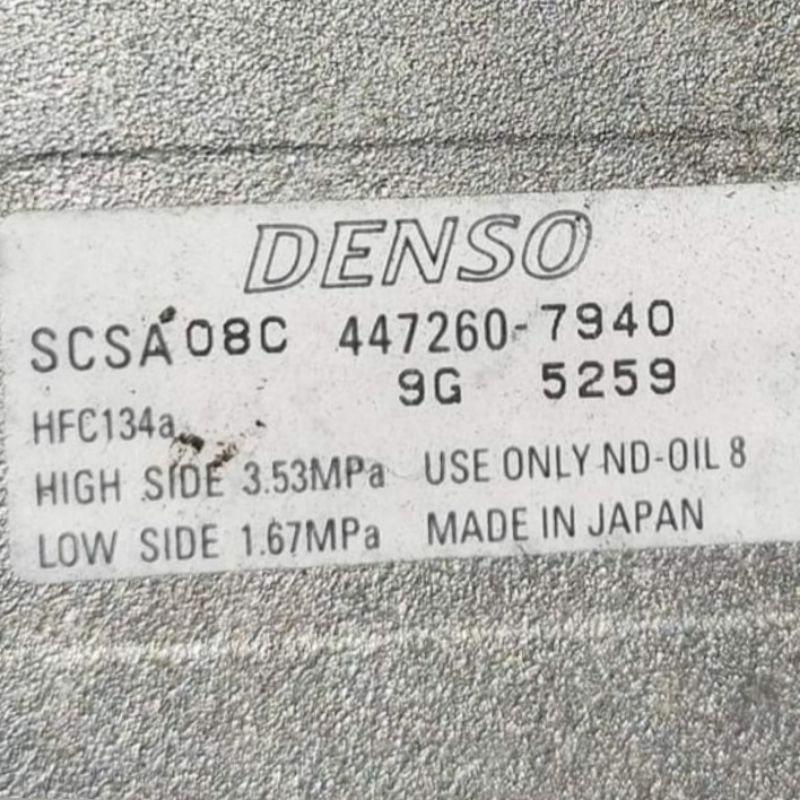 DENSO
SCSA08C 447260-7940
9G 5259
HFC134a
HIGH SIDE 3.53MPa USE ONLY ND-OIL 8
LOW SIDE 1.67MPa MADE IN JAPAN